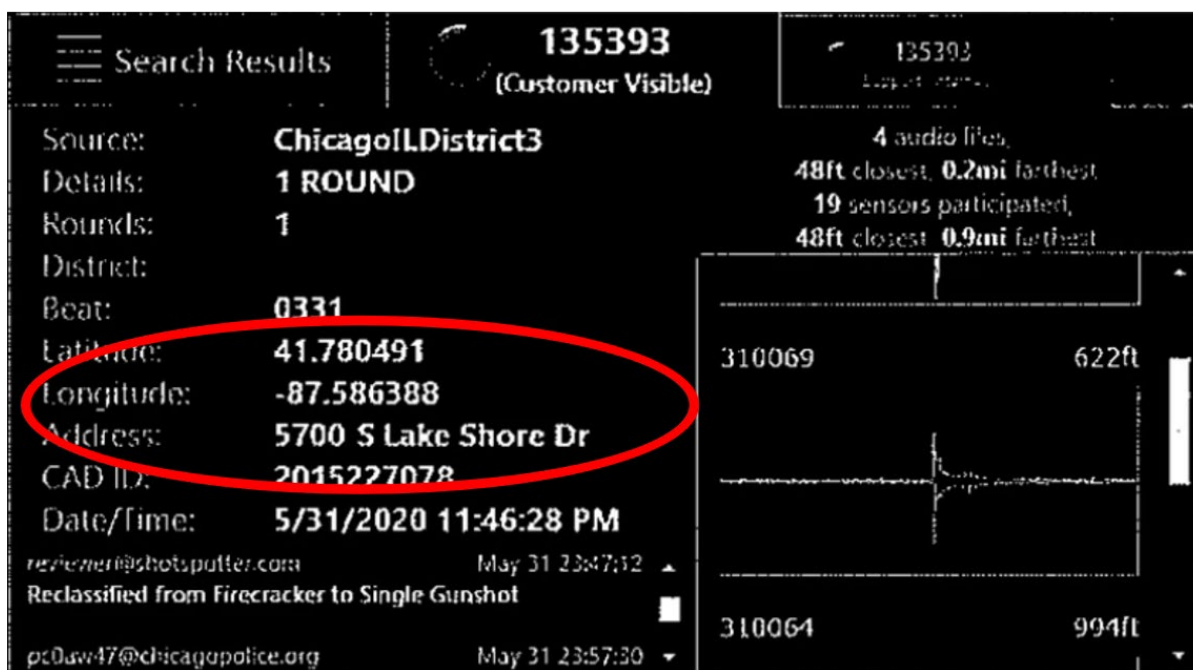 Search Results
135393
(Customer Visible)
135393
Source: ChicagoILDistrict3
Details: 1 ROUND
Rounds: 1
District:
Beat: 0331
Latitude: 41.780491
Longitude: -87.586388
Address: 5700 S Lake Shore Dr
CAD ID: 2015227078
Date/Time: 5/31/2020 11:46:28 PM
reviewer@shotspotter.com May 31 23:47:12
Reclassified from Firecracker to Single Gunshot
pc0aw47@chicagopolice.org May 31 23:57:30
4 audio files,
48ft closest, 0.2mi farthest
19 sensors participated,
48ft closest, 0.9mi farthest
310069 622ft
310064 994ft